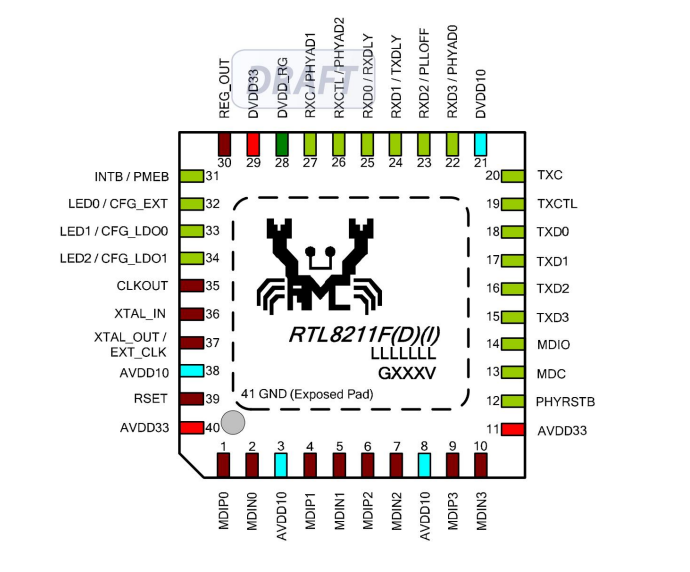 DRAFT
REG_OUT
DVDD33
DVDD_RG
RXC / PHYAD1
RXCTL / PHYAD2
RXD0 / RXDLY
RXD1 / TXDLY
RXD2 / PLLOFF
RXD3 / PHYAD0
DVDD10
30 29 28 27 26 25 24 23 22 21
INTB / PMEB 31
LED0 / CFG_EXT 32
LED1 / CFG_LDO0 33
LED2 / CFG_LDO1 34
CLKOUT 35
XTAL_IN 36
XTAL_OUT /
EXT_CLK 37
AVDD10 38
RSET 39
AVDD33 40
RTL8211F(D)(I)
LLLLLLL
GXXXV
41 GND (Exposed Pad)
20 TXC
19 TXCTL
18 TXD0
17 TXD1
16 TXD2
15 TXD3
14 MDIO
13 MDC
12 PHYRSTB
11 AVDD33
1 2 3 4 5 6 7 8 9 10
MDIP0
MDIN0
AVDD10
MDIP1
MDIN1
MDIP2
MDIN2
AVDD10
MDIP3
MDIN3